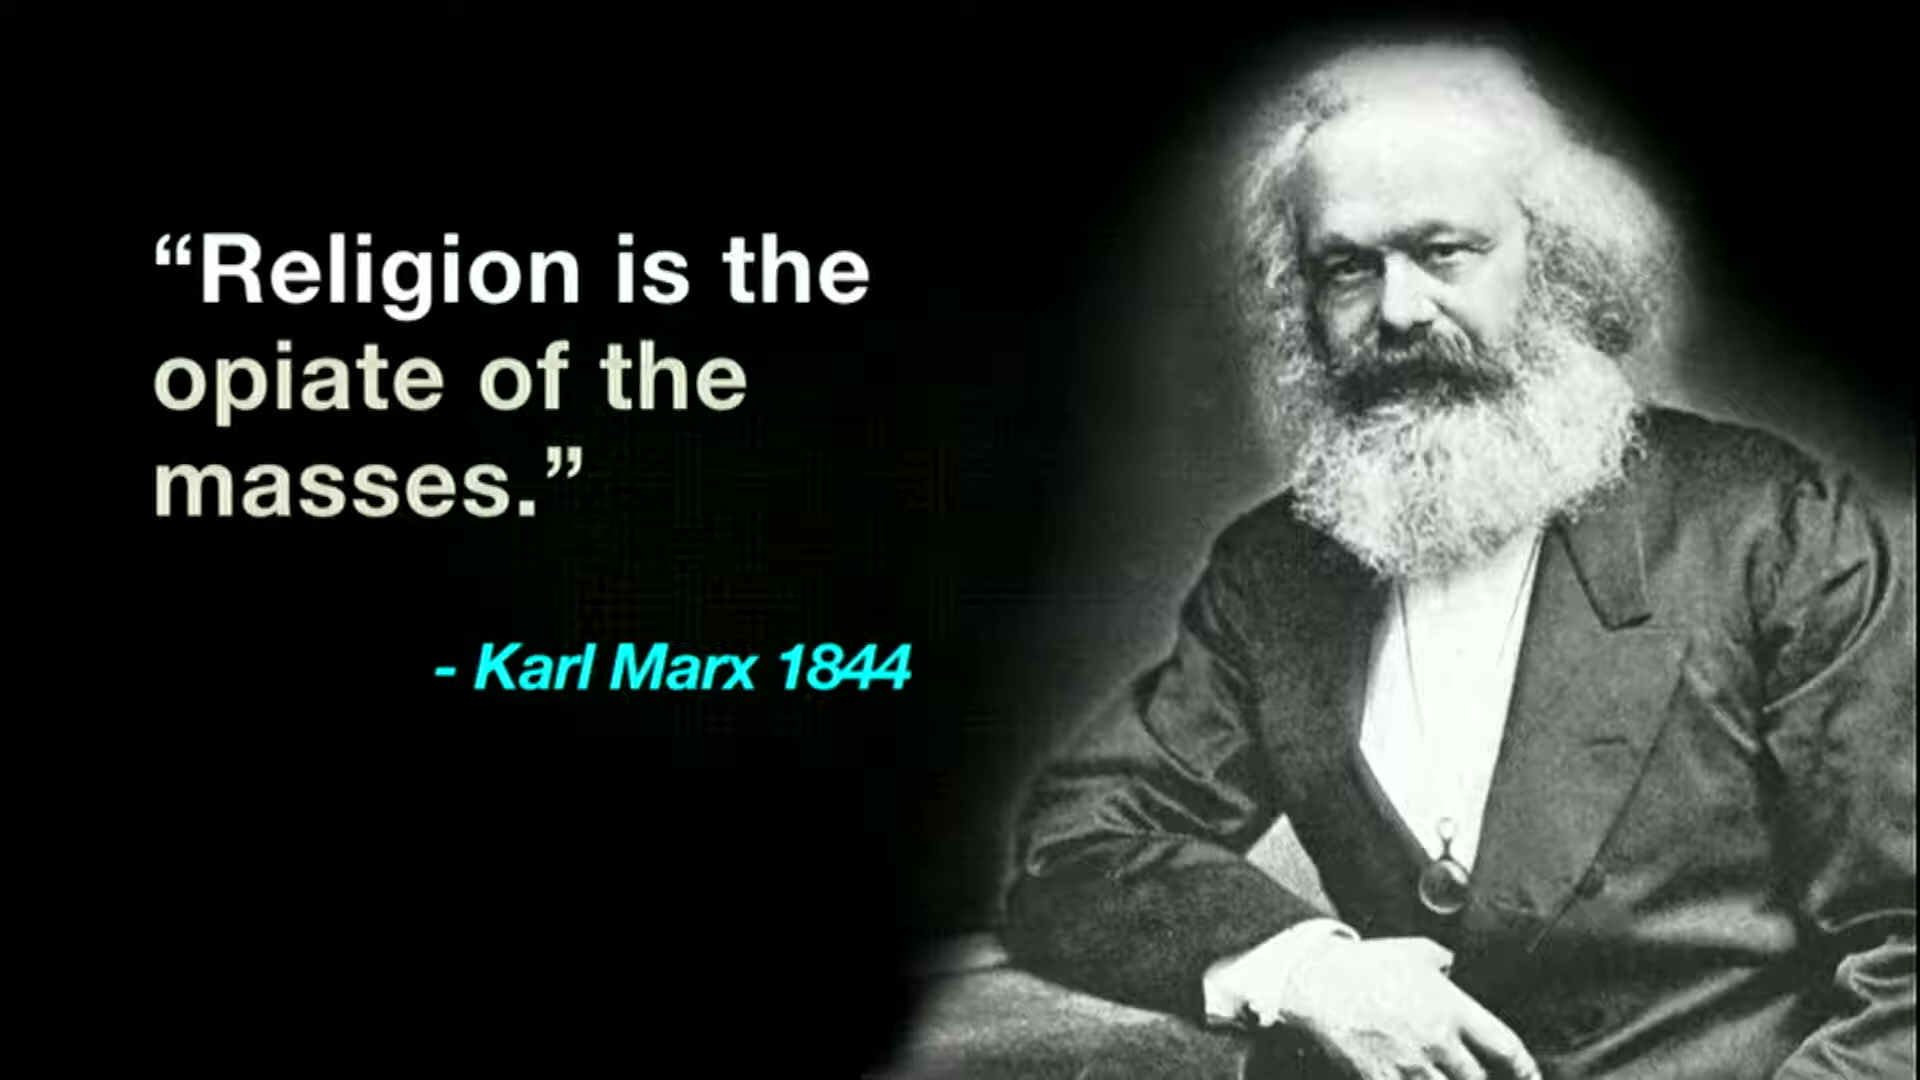 “Religion is the
opiate of the
masses.”
- Karl Marx 1844